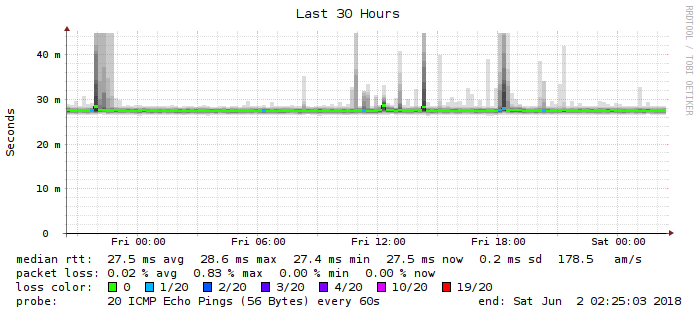 Last 30 Hours
RRDTOOL / TOBI OETIKER
Seconds
40 m
30 m
20 m
10 m
0
Fri 00:00 Fri 06:00 Fri 12:00 Fri 18:00 Sat 00:00
median rtt: 27.5 ms avg 28.6 ms max 27.4 ms min 27.5 ms now 0.2 ms sd 178.5 am/s
packet loss: 0.02 % avg 0.83 % max 0.00 % min 0.00 % now
loss color: 0 1/20 2/20 3/20 4/20 10/20 19/20
probe: 20 ICMP Echo Pings (56 Bytes) every 60s end: Sat Jun 2 02:25:03 2018